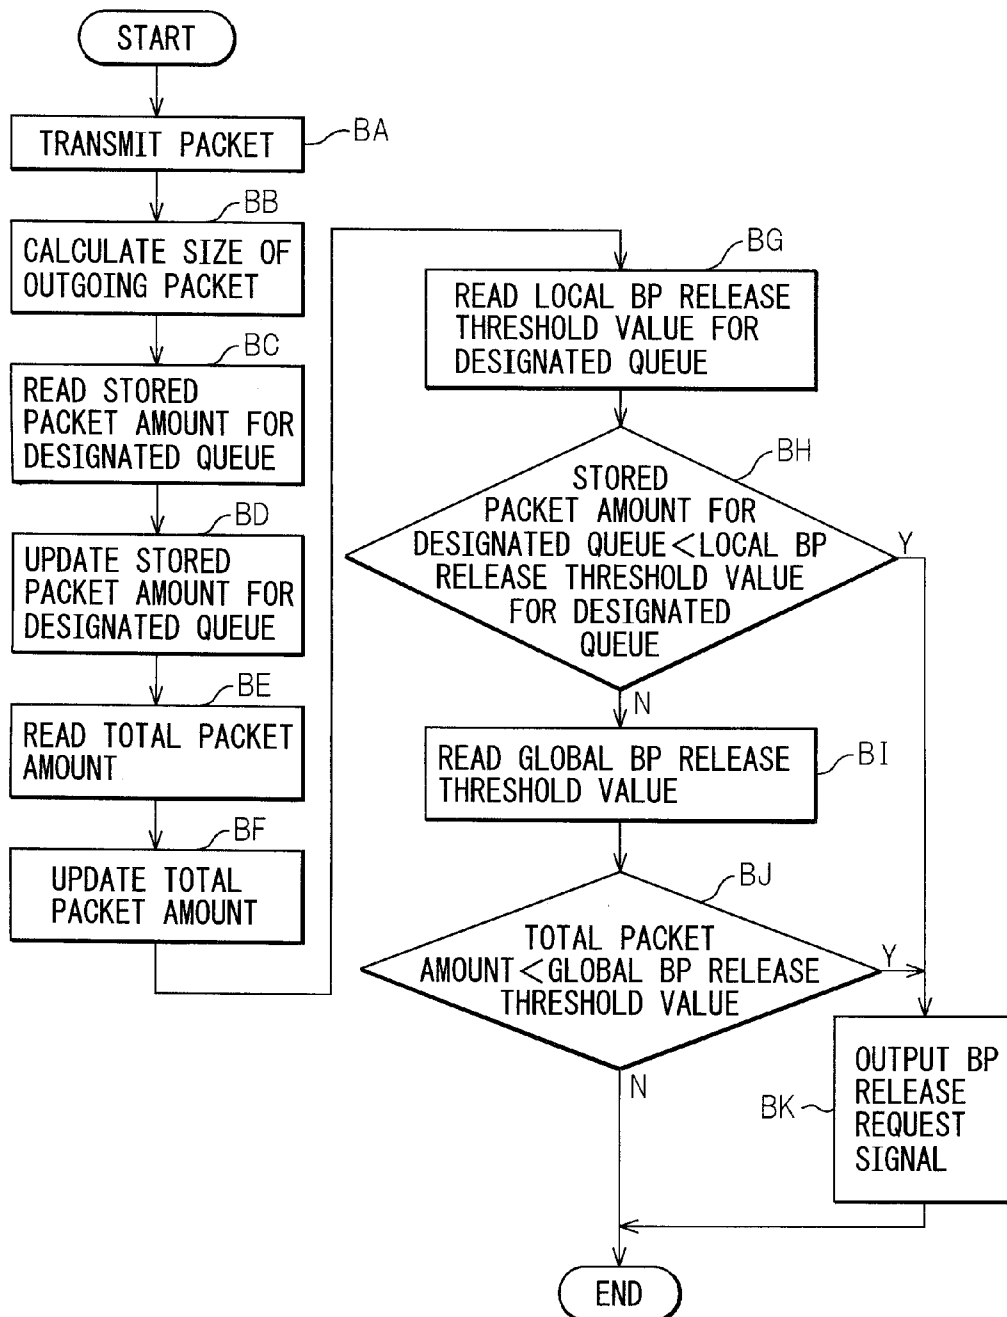 START
TRANSMIT PACKET
BA
BB
CALCULATE SIZE OF
OUTGOING PACKET
BC
READ STORED
PACKET AMOUNT FOR
DESIGNATED QUEUE
BD
UPDATE STORED
PACKET AMOUNT FOR
DESIGNATED QUEUE
BE
READ TOTAL PACKET
AMOUNT
BF
UPDATE TOTAL
PACKET AMOUNT
BG
READ LOCAL BP RELEASE
THRESHOLD VALUE FOR
DESIGNATED QUEUE
BH
STORED
PACKET AMOUNT FOR
DESIGNATED QUEUE<LOCAL BP
RELEASE THRESHOLD VALUE
FOR DESIGNATED
QUEUE
Y
N
READ GLOBAL BP RELEASE
THRESHOLD VALUE
BI
BJ
TOTAL PACKET
AMOUNT<GLOBAL BP RELEASE
THRESHOLD VALUE
Y
N
BK
OUTPUT BP
RELEASE
REQUEST
SIGNAL
END